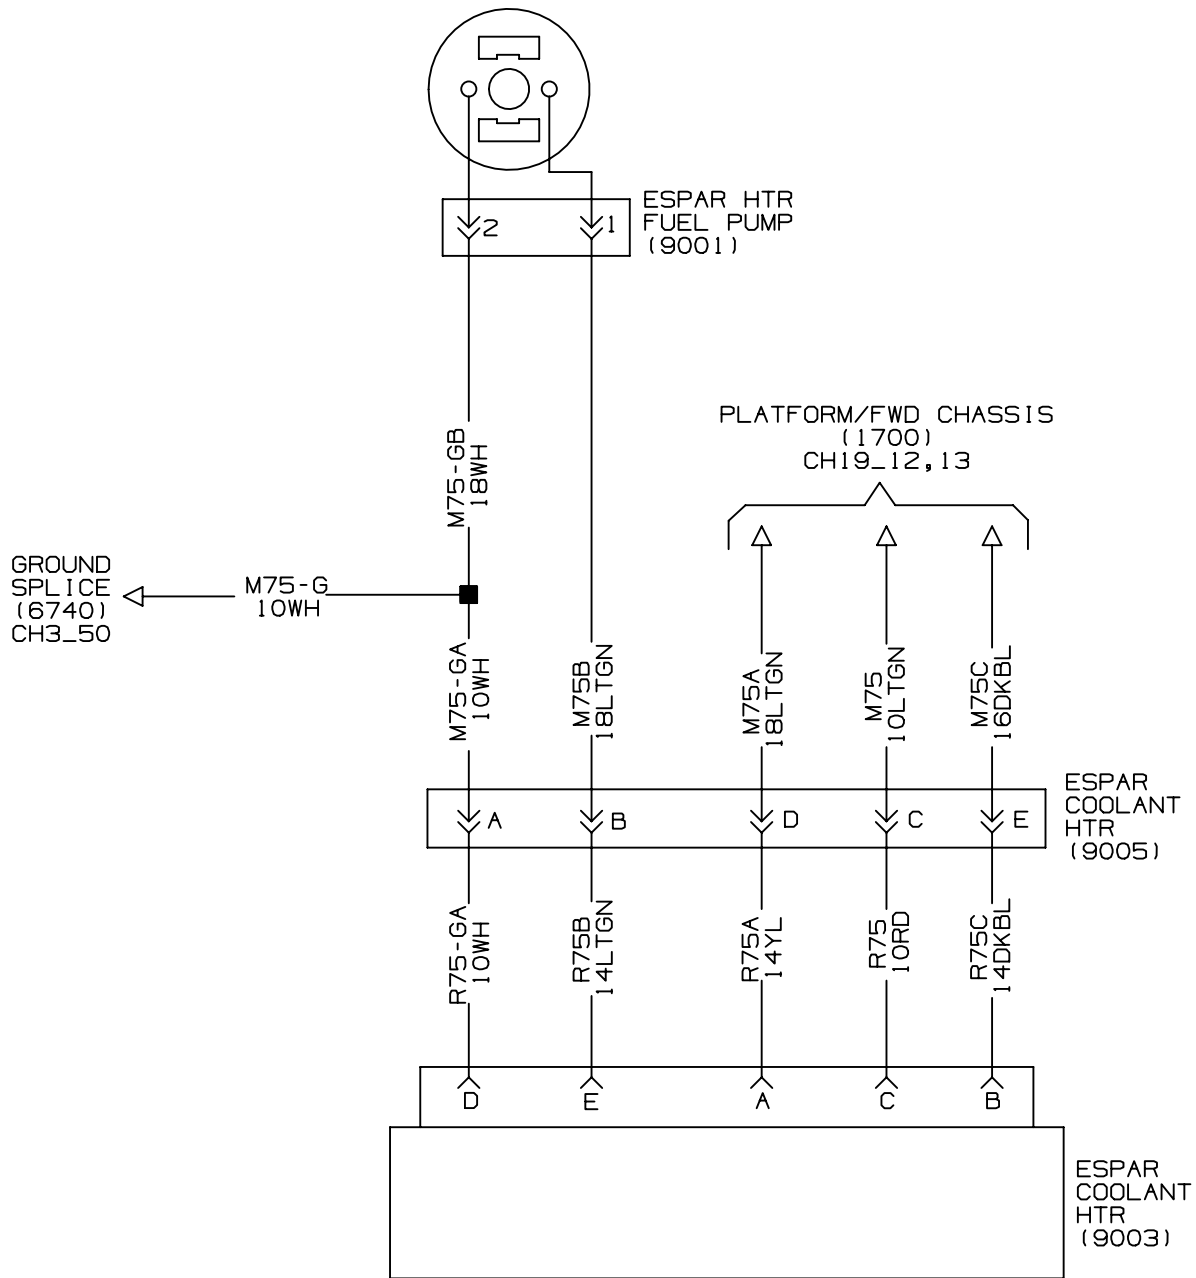 ESPAR HTR
FUEL PUMP
(9001)
2
1
PLATFORM/FWD CHASSIS
(1700)
CH19_12,13
M75-GB
18WH
GROUND
SPLICE
(6740)
CH3_50
M75-G
10WH
M75-GA
10WH
M75B
18LTGN
M75A
18LTGN
M75
10LTGN
M75C
16DKBL
A
B
D
C
E
ESPAR
COOLANT
HTR
(9005)
R75-GA
10WH
R75B
14LTGN
R75A
14YL
R75
10RD
R75C
14DKBL
D
E
A
C
B
ESPAR
COOLANT
HTR
(9003)